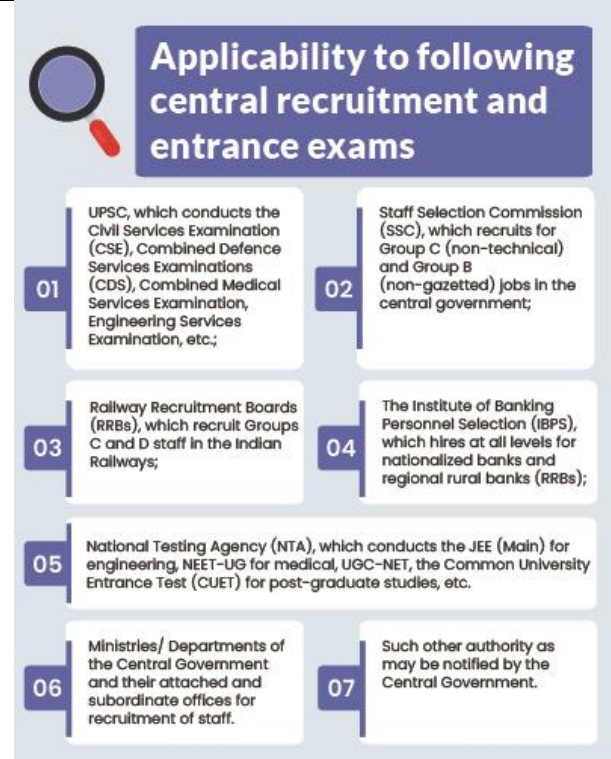 Applicability to following
central recruitment and
entrance exams
01
UPSC, which conducts the
Civil Services Examination
(CSE), Combined Defence
Services Examinations
(CDS), Combined Medical
Services Examination,
Engineering Services
Examination, etc.;
02
Staff Selection Commission
(SSC), which recruits for
Group C (non-technical)
and Group B
(non-gazetted) jobs in the
central government;
03
Railway Recruitment Boards
(RRBs), which recruit Groups
C and D staff in the Indian
Railways;
04
The Institute of Banking
Personnel Selection (IBPS),
which hires at all levels for
nationalized banks and
regional rural banks (RRBs);
05
National Testing Agency (NTA), which conducts the JEE (Main) for
engineering, NEET-UG for medical, UGC-NET, the Common University
Entrance Test (CUET) for post-graduate studies, etc.
06
Ministries/ Departments of
the Central Government
and their attached and
subordinate offices for
recruitment of staff.
07
Such other authority as
may be notified by the
Central Government.